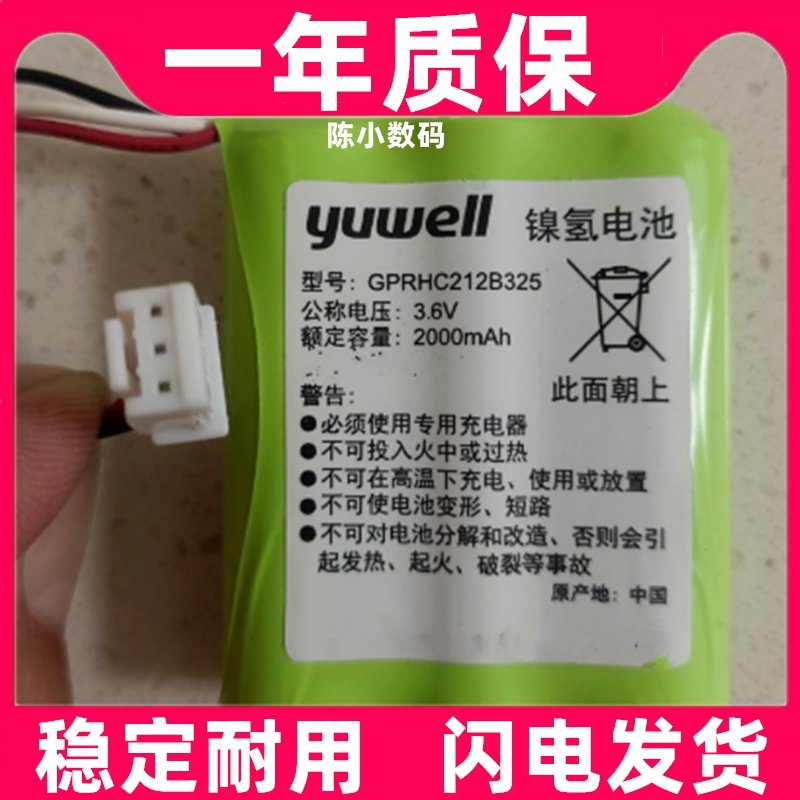 一年质保
陈小数码
yuwell 镍氢电池
型号：GPRHC212B325
公称电压：3.6V
额定容量：2000mAh
此面朝上
警告：
●必须使用专用充电器
●不可投入火中或过热
●不可在高温下充电、使用或放置
●不可使电池变形、短路
●不可对电池分解和改造、否则会引
起发热、起火、破裂等事故
原产地：中国
稳定耐用 闪电发货